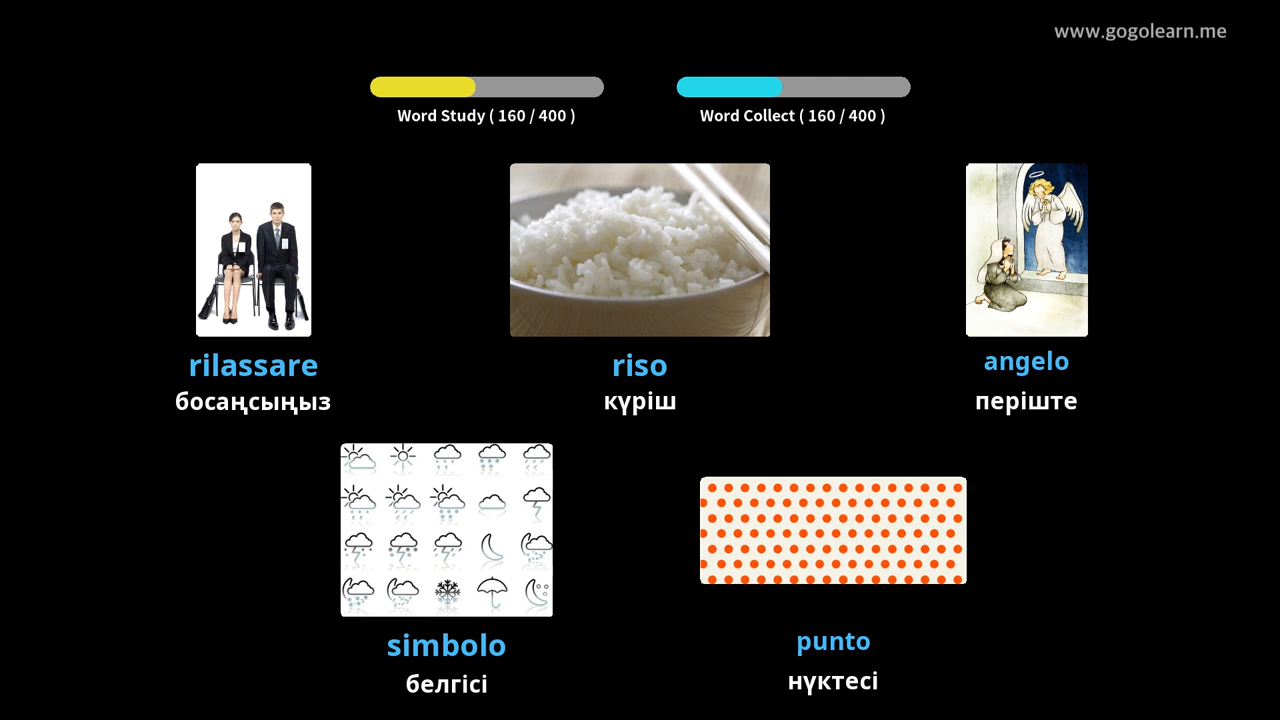 www.gogolearn.me
Word Study ( 160 / 400 )
Word Collect ( 160 / 400 )
rilassare
босаңсыңыз
riso
күріш
angelo
періште
simbolo
белгісі
punto
нүктесі